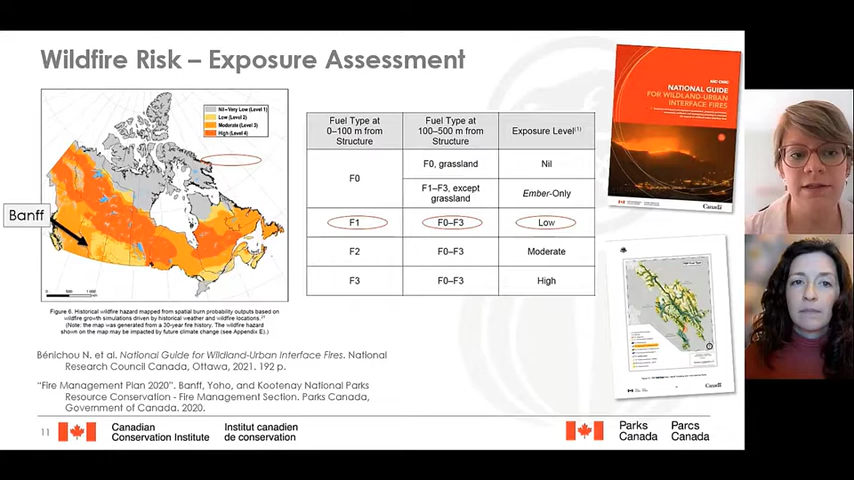 Wildfire Risk – Exposure Assessment
Nil–Very Low (Level 1)
Low (Level 2)
Moderate (Level 3)
High (Level 4)
Banff
Figure 6. Historical wildfire hazard mapped from spatial burn probability outputs based on
wildfire growth simulations driven by historical weather and wildfire locations.
(Note: the map was generated from a 30-year fire history. The wildfire hazard
shown on the map may be impacted by future climate change (see Appendix E).)
Fuel Type at
0–100 m from
Structure
Fuel Type at
100–500 m from
Structure
Exposure Level(1)
F0
F0, grassland
Nil
F1–F3, except
grassland
Ember-Only
F1
F0–F3
Low
F2
F0–F3
Moderate
F3
F0–F3
High
NATIONAL GUIDE
FOR WILDLAND-URBAN
INTERFACE FIRES
Canada
Canada
Bénichou N. et al. National Guide for Wildland-Urban Interface Fires. National
Research Council Canada, Ottawa, 2021. 192 p.
“Fire Management Plan 2020”. Banff, Yoho, and Kootenay National Parks
Resource Conservation - Fire Management Section. Parks Canada,
Government of Canada. 2020.
11
Canadian
Conservation Institute
Institut canadien
de conservation
Parks
Canada
Parcs
Canada